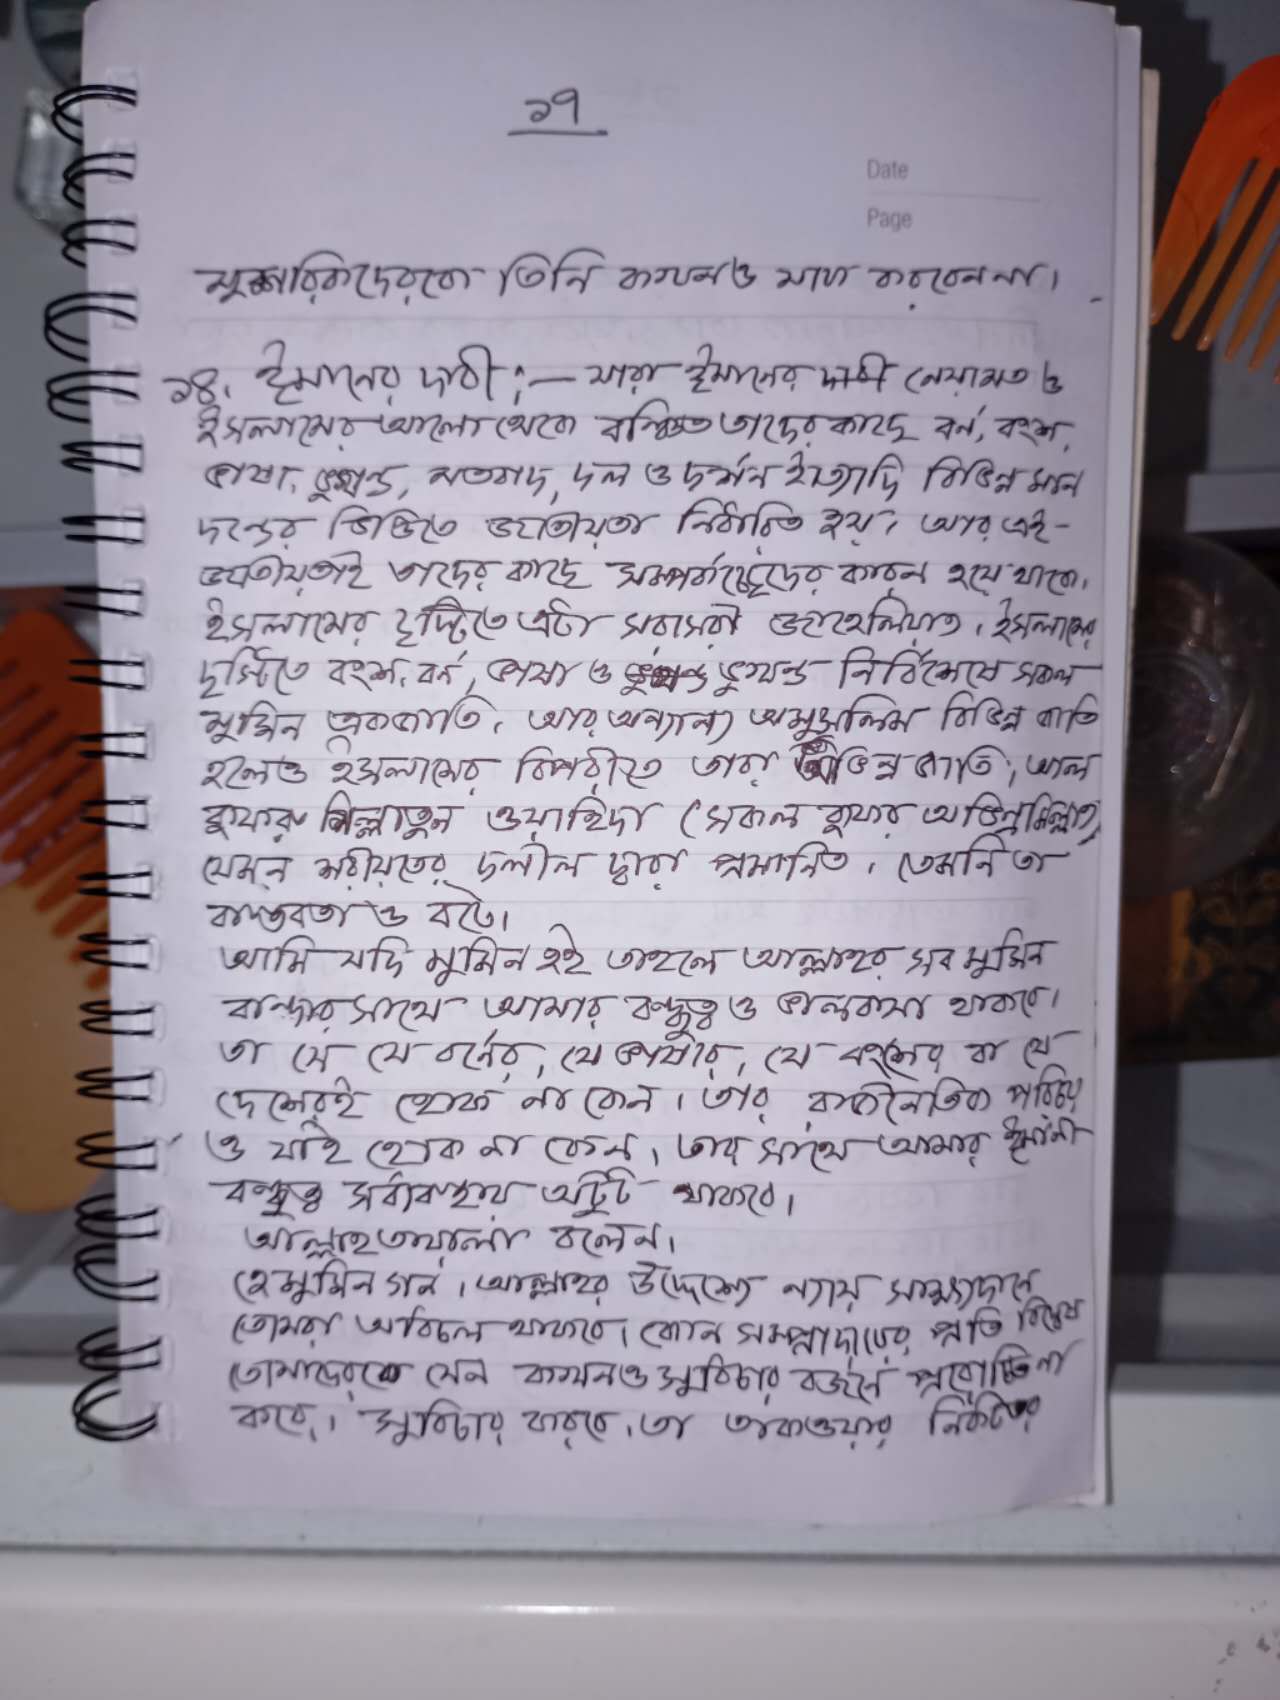 ১৭
Date
Page
মুশরিকদেরকে তিনি কখনও মাফ করবেন না।
১৪. ঈমানের দাবী :— যারা ঈমানের দাবী নেয়ামত ও
ইসলামের আলো থেকে বঞ্চিত তাদের কাছে বর্ন, বংশ,
ভাষা, ভুখন্ড, মতবাদ, দল ও দর্শন ইত্যাদি বিভিন্ন মান
দন্ডের ভিত্তিতে জাতীয়তা নির্ধারিত হয়। আর এই-
জাতীয়তাই তাদের কাছে সম্পর্কচ্ছেদের কারন হয়ে থাকে।
ইসলামের দৃষ্টিতে এটা সরাসরী জাহেলিয়াত। ইসলামের
দৃষ্টিতে বংশ, বর্ন, ভাষা ও ভুখন্ড নির্বিশেষে সকল
মুমিন একজাতি। আর অন্যান্য অমুসলিম বিভিন্ন জাতি
হলেও ইসলামের বিপরীতে তারা অভিন্ন জাতি, আল
কুফরু মিল্লাতুন ওয়াহিদা (সকল কুফর অভিন্ন মিল্লাত)
যেমন শরীয়তের দলীল দ্বারা প্রমানিত। তেমনি তা
বাস্তবতা ও বটে।
আমি যদি মুমিন হই তাহলে আল্লাহর সব মুমিন
বান্দার সাথে আমার বন্ধুত্ব ও ভালবাসা থাকবে।
তা সে যে বর্নের, যে ভাষার, যে বংশের বা যে
দেশেরই হোক না কেন। তার রাজনৈতিক পরিচয়
ও যাই হোক না কেন, তার সাথে আমার ঈমানী
বন্ধুত্ব সর্বাবস্থায় অটুট থাকবে।
আল্লাহতায়ালা বলেন।
হে মুমিন গন। আল্লাহর উদ্দেশ্যে ন্যায় সাক্ষ্যদানে
তোমরা অবিচল থাকবে। কোন সম্প্রদায়ের প্রতি বিদ্বেষ
তোমাদেরকে যেন কখনও সুবিচার বর্জনে প্ররোচিত না
করে। সুবিচার করবে, তা তাকওয়ার নিকটতর